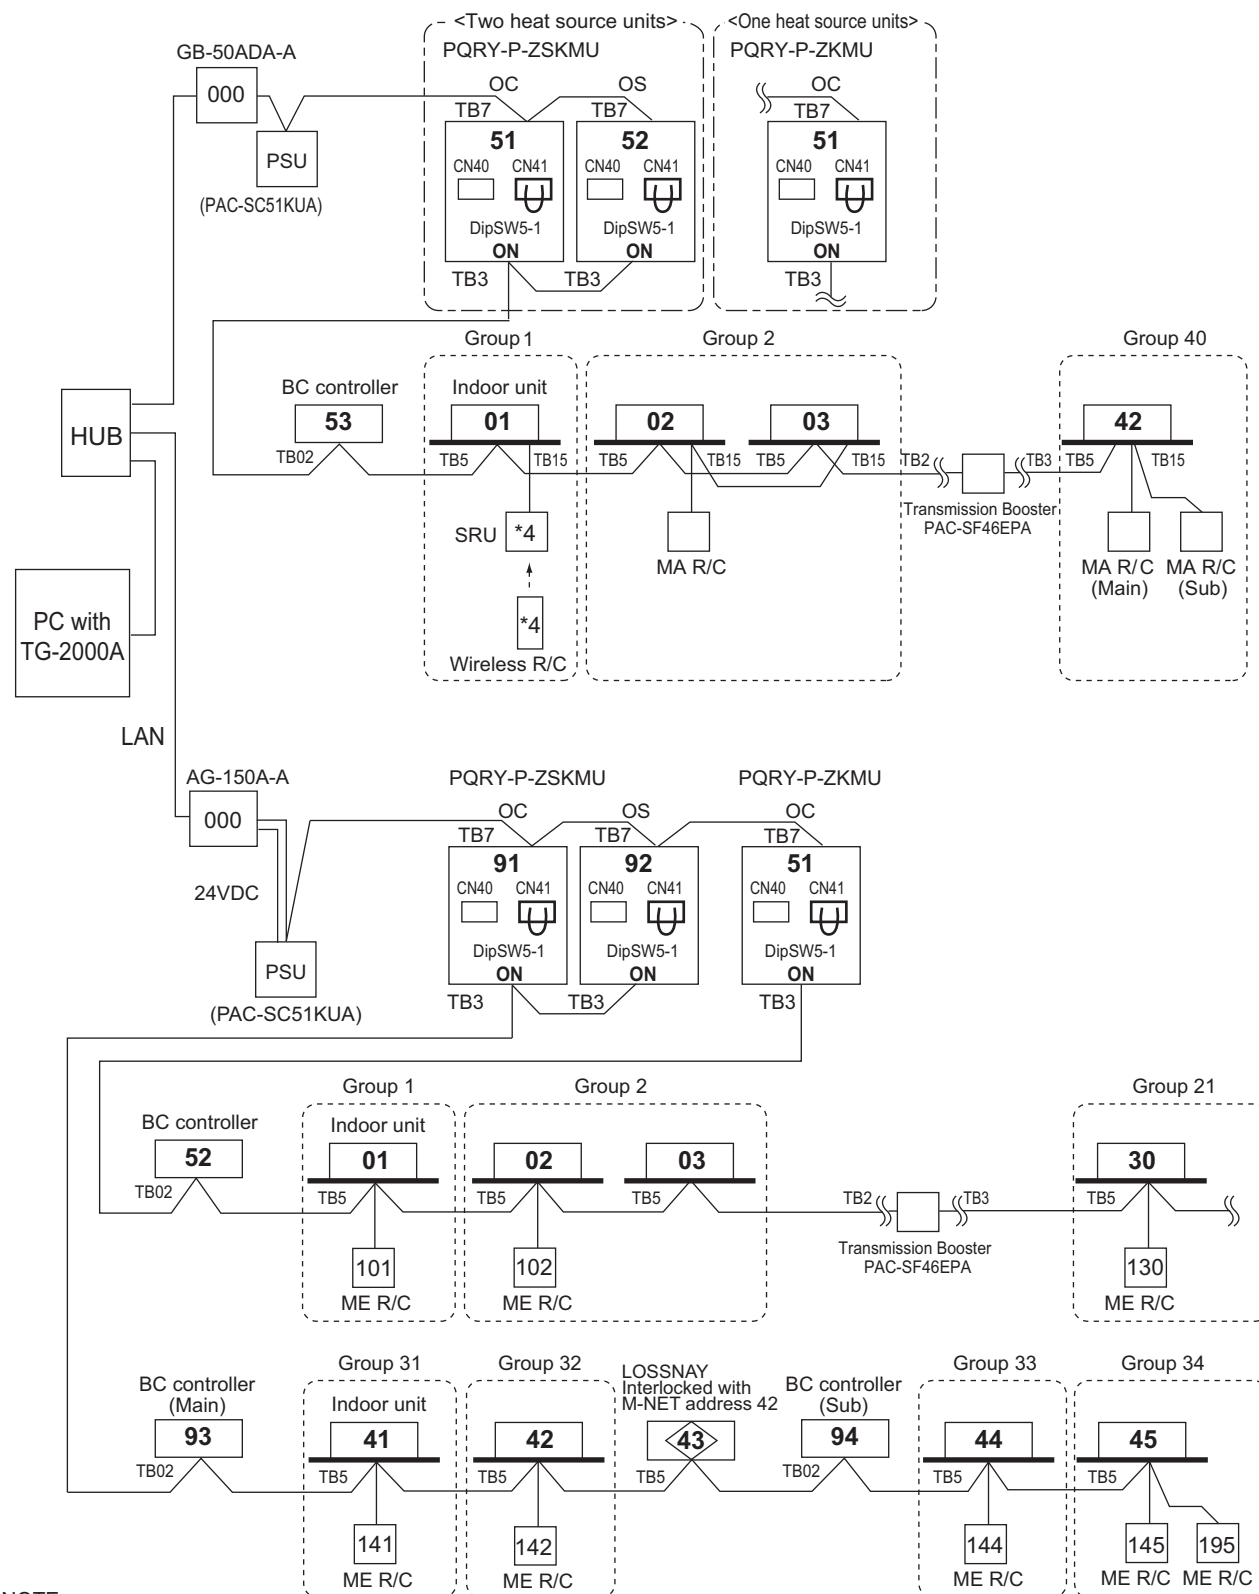 <Two heat source units>
PQRY-P-ZSKMU
<One heat source units>
PQRY-P-ZKMU
GB-50ADA-A
000
PSU
(PAC-SC51KUA)
OC
OS
OC
TB7
TB7
TB7
51
52
51
CN40 CN41
CN40 CN41
CN40 CN41
DipSW5-1
DipSW5-1
DipSW5-1
ON
ON
ON
TB3
TB3
TB3
Group 1
Group 2
Group 40
BC controller
Indoor unit
53
01
02
03
42
TB02
TB5
TB15
TB5
TB15
TB5
TB15
TB2
TB3
TB5
TB15
HUB
SRU
*4
MA R/C
Transmission Booster
PAC-SF46EPA
MA R/C
(Main)
MA R/C
(Sub)
*4
Wireless R/C
PC with
TG-2000A
LAN
AG-150A-A
000
24VDC
PSU
(PAC-SC51KUA)
PQRY-P-ZSKMU
PQRY-P-ZKMU
OC
OS
OC
TB7
TB7
TB7
91
92
51
CN40 CN41
CN40 CN41
CN40 CN41
DipSW5-1
DipSW5-1
DipSW5-1
ON
ON
ON
TB3
TB3
TB3
Group 1
Group 2
Group 21
BC controller
Indoor unit
52
01
02
03
30
TB02
TB5
TB5
TB5
TB2
TB3
TB5
Transmission Booster
PAC-SF46EPA
101
102
130
ME R/C
ME R/C
ME R/C
Group 31
Group 32
LOSSNAY
Interlocked with
M-NET address 42
Group 33
Group 34
BC controller
(Main)
Indoor unit
BC controller
(Sub)
93
41
42
43
94
44
45
TB02
TB5
TB5
TB5
TB02
TB5
TB5
141
142
144
145
195
ME R/C
ME R/C
ME R/C
ME R/C
ME R/C